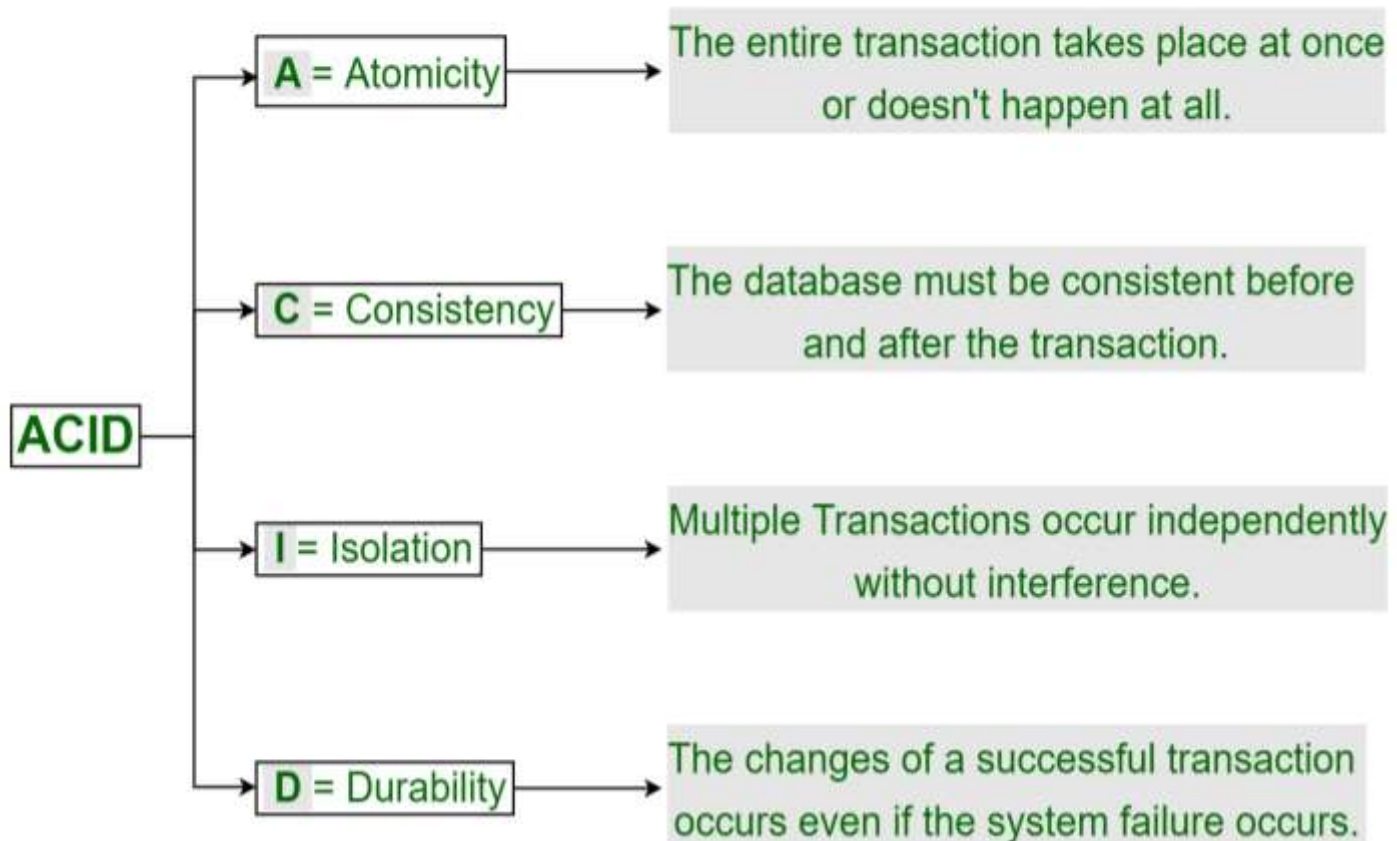 A = Atomicity
The entire transaction takes place at once
or doesn't happen at all.
C = Consistency
The database must be consistent before
and after the transaction.
ACID
I = Isolation
Multiple Transactions occur independently
without interference.
D = Durability
The changes of a successful transaction
occurs even if the system failure occurs.